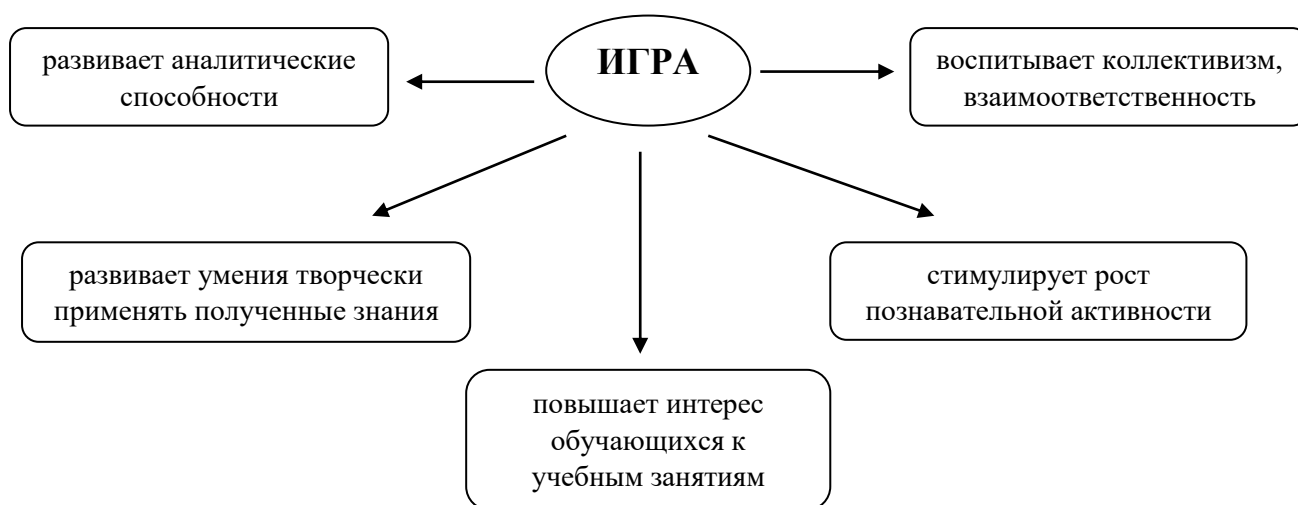 ИГРА
развивает аналитические
способности
воспитывает коллективизм,
взаимоответственность
развивает умения творчески
применять полученные знания
стимулирует рост
познавательной активности
повышает интерес
обучающихся к
учебным занятиям